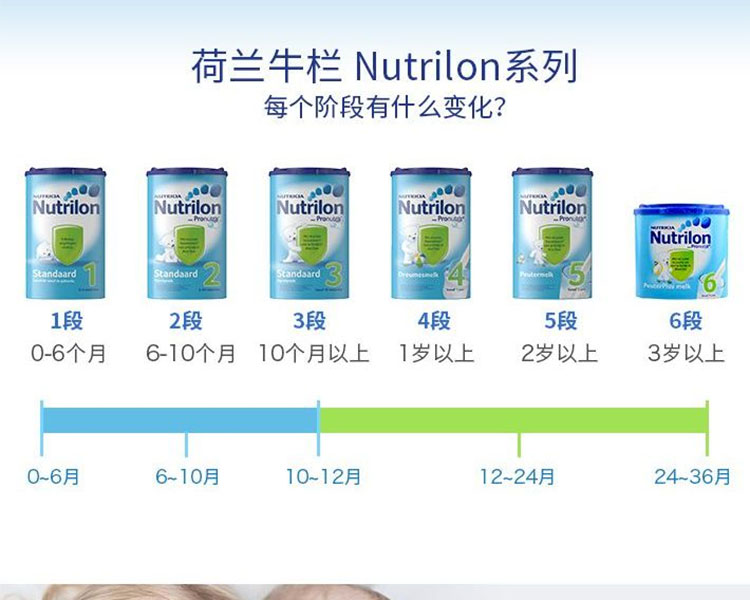 荷兰牛栏 Nutrilon系列
每个阶段有什么变化?
NUTRICIA NUTRICIA NUTRICIA NUTRICIA NUTRICIA NUTRICIA
Nutrilon Nutrilon Nutrilon Nutrilon Nutrilon Nutrilon
Pronutra Pronutra Pronutra Pronutra
Standaard 1 Standaard 2 Standaard 3 4 Peutermelk 5 6
1段 2段 3段 4段 5段 6段
0-6个月 6-10个月 10个月以上 1岁以上 2岁以上 3岁以上
0~6月 6~10月 10~12月 12~24月 24~36月